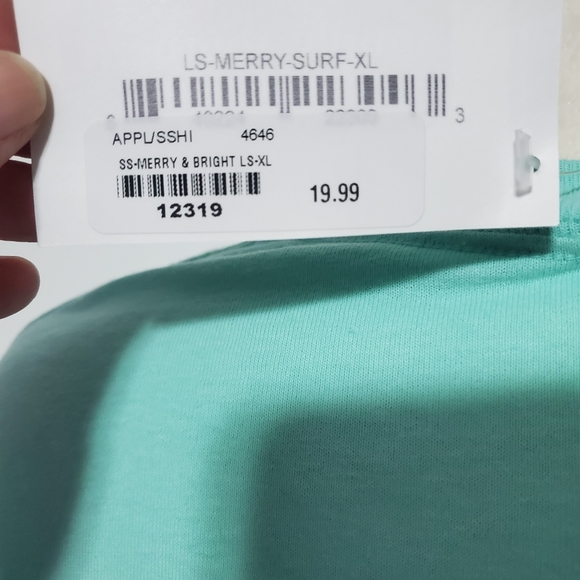 LS-MERRY-SURF-XL
3
APPL/SSHI 4646
SS-MERRY & BRIGHT LS-XL
19.99
12319